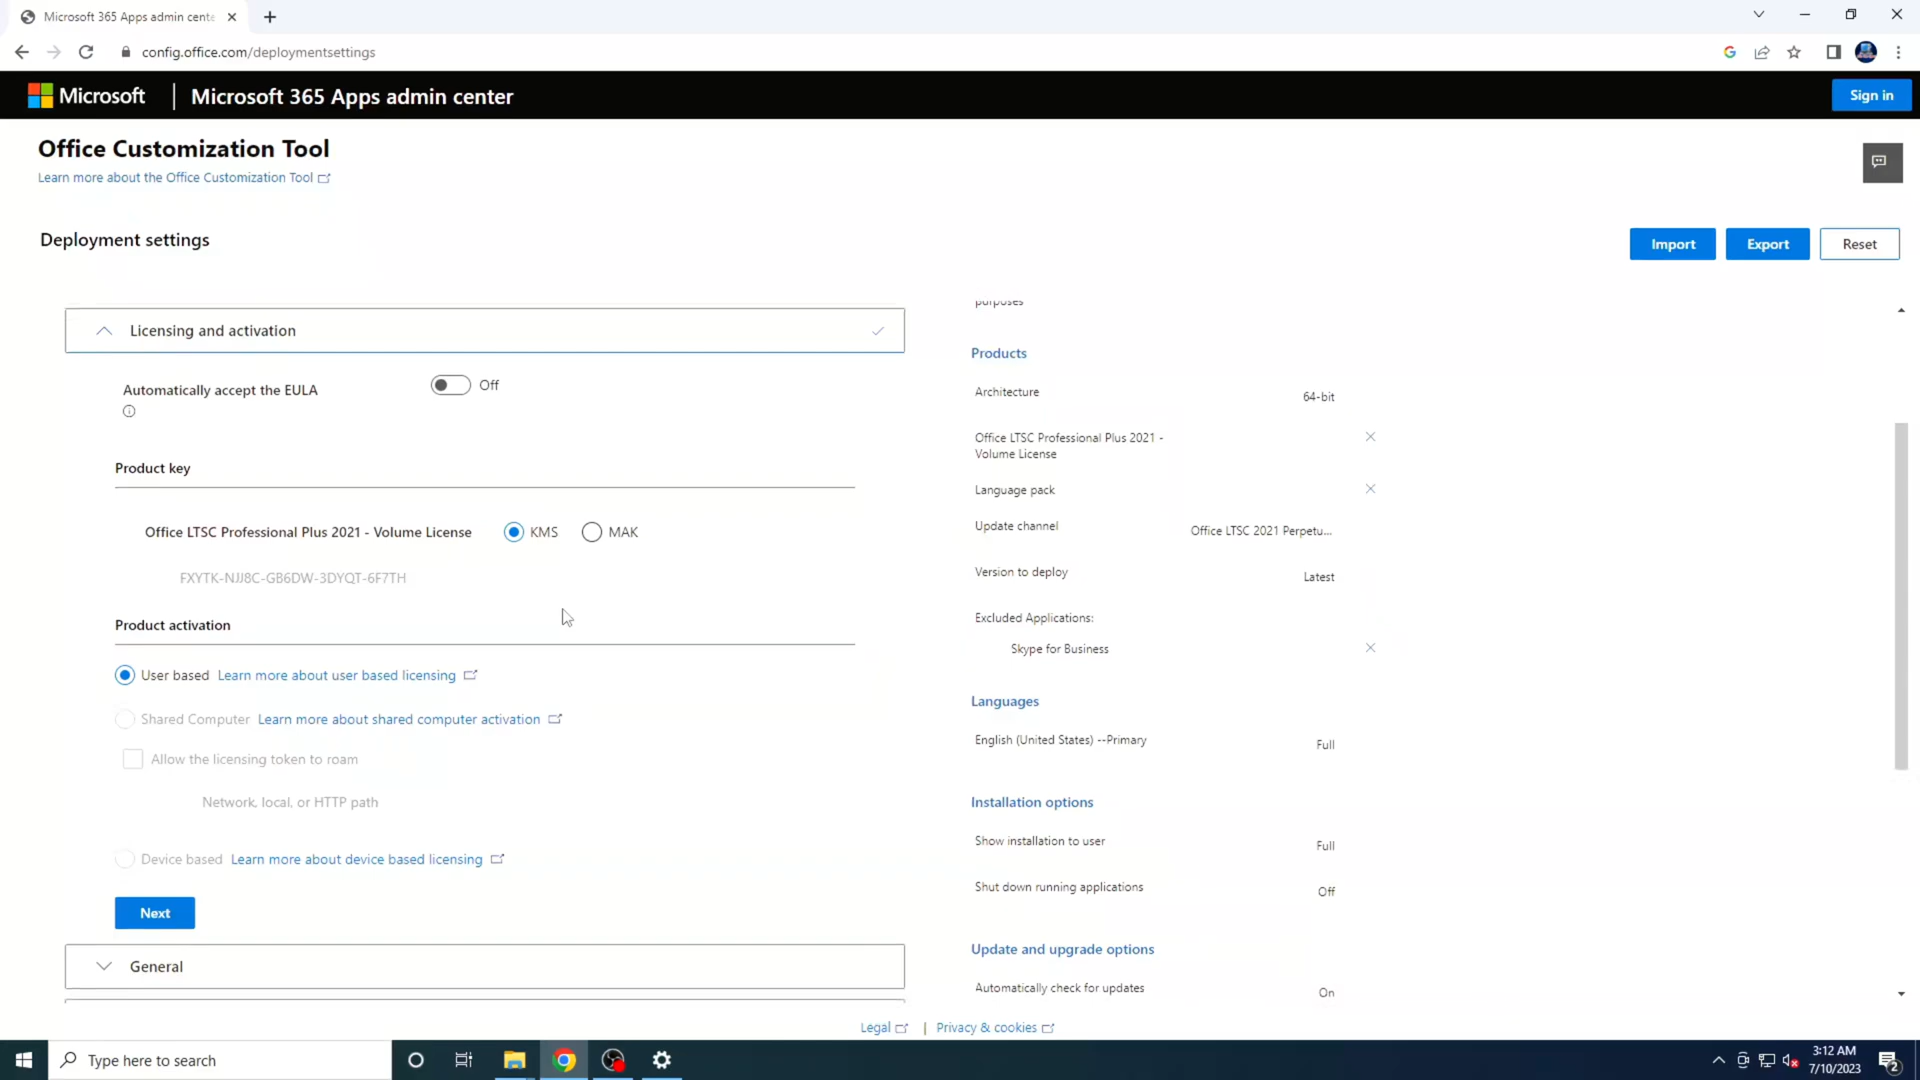 Microsoft 365 Apps admin cente
config.office.com/deploymentsettings
Microsoft
Microsoft 365 Apps admin center
Sign in
Office Customization Tool
Learn more about the Office Customization Tool
Deployment settings
Import
Export
Reset
Licensing and activation
Automatically accept the EULA
Off
Product key
Office LTSC Professional Plus 2021 - Volume License
KMS
MAK
FXYTK-NJJ8C-GB6DW-3DYQT-6F7TH
Product activation
User based Learn more about user based licensing
Shared Computer Learn more about shared computer activation
Allow the licensing token to roam
Network, local, or HTTP path
Device based Learn more about device based licensing
Next
General
purposes
Products
Architecture
64-bit
Office LTSC Professional Plus 2021 -
Volume License
Language pack
Update channel
Office LTSC 2021 Perpetu...
Version to deploy
Latest
Excluded Applications:
Skype for Business
Languages
English (United States) --Primary
Full
Installation options
Show installation to user
Full
Shut down running applications
Off
Update and upgrade options
Automatically check for updates
On
Legal | Privacy & cookies
Type here to search
3:12 AM
7/10/2023
2